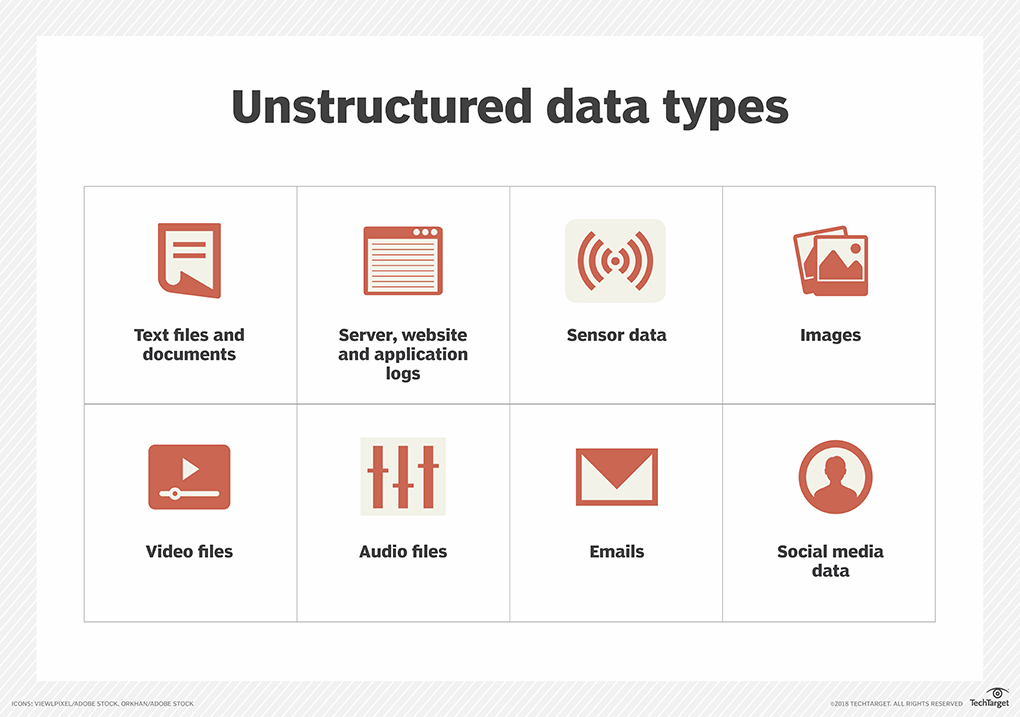 Unstructured data types
Text files and
documents
Server, website
and application
logs
Sensor data
Images
Video files
Audio files
Emails
Social media
data
ICONS: VIEWLPIXEL/ADOBE STOCK, ORKHAN/ADOBE STOCK
©2018 TECHTARGET. ALL RIGHTS RESERVED
TechTarget